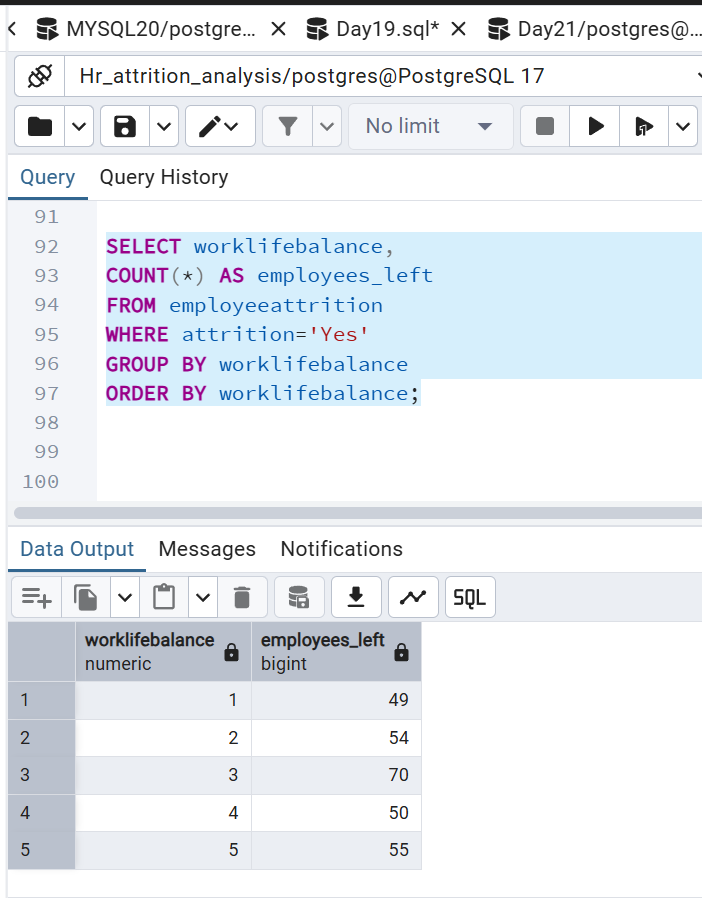 MYSQL20/postgre... Day19.sql* Day21/postgres@...
Hr_attrition_analysis/postgres@PostgreSQL 17
No limit
Query Query History
91
92 SELECT worklifebalance,
93 COUNT(*) AS employees_left
94 FROM employeeattrition
95 WHERE attrition='Yes'
96 GROUP BY worklifebalance
97 ORDER BY worklifebalance;
98
99
100
Data Output Messages Notifications
SQL
worklifebalance employees_left
numeric bigint
1 1 49
2 2 54
3 3 70
4 4 50
5 5 55